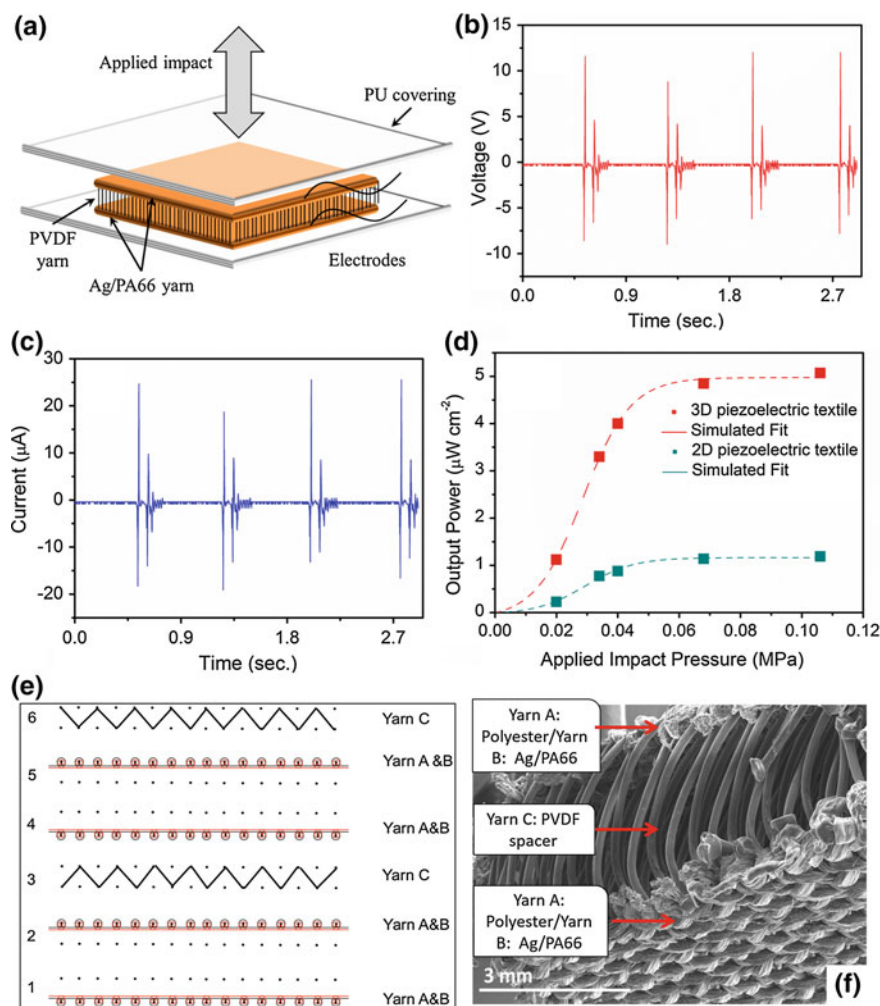 (a)
Applied impact
PU covering
PVDF
yarn
Ag/PA66 yarn
Electrodes
(b)
15
10
5
0
-5
-10
Voltage (V)
0.0 0.9 1.8 2.7
Time (sec.)
(c)
30
20
10
0
-10
-20
Current (µA)
0.0 0.9 1.8 2.7
Time (sec.)
(d)
5
4
3
2
1
0
Output Power (µW cm-2)
3D piezoelectric textile
Simulated Fit
2D piezoelectric textile
Simulated Fit
0.00 0.02 0.04 0.06 0.08 0.10 0.12
Applied Impact Pressure (MPa)
(e)
6 Yarn C
Yarn A &B
5
4
Yarn A&B
3 Yarn C
Yarn A&B
2
1
Yarn A&B
Yarn A:
Polyester/Yarn
B: Ag/PA66
Yarn C: PVDF
spacer
Yarn A:
Polyester/Yarn
B: Ag/PA66
3 mm
(f)